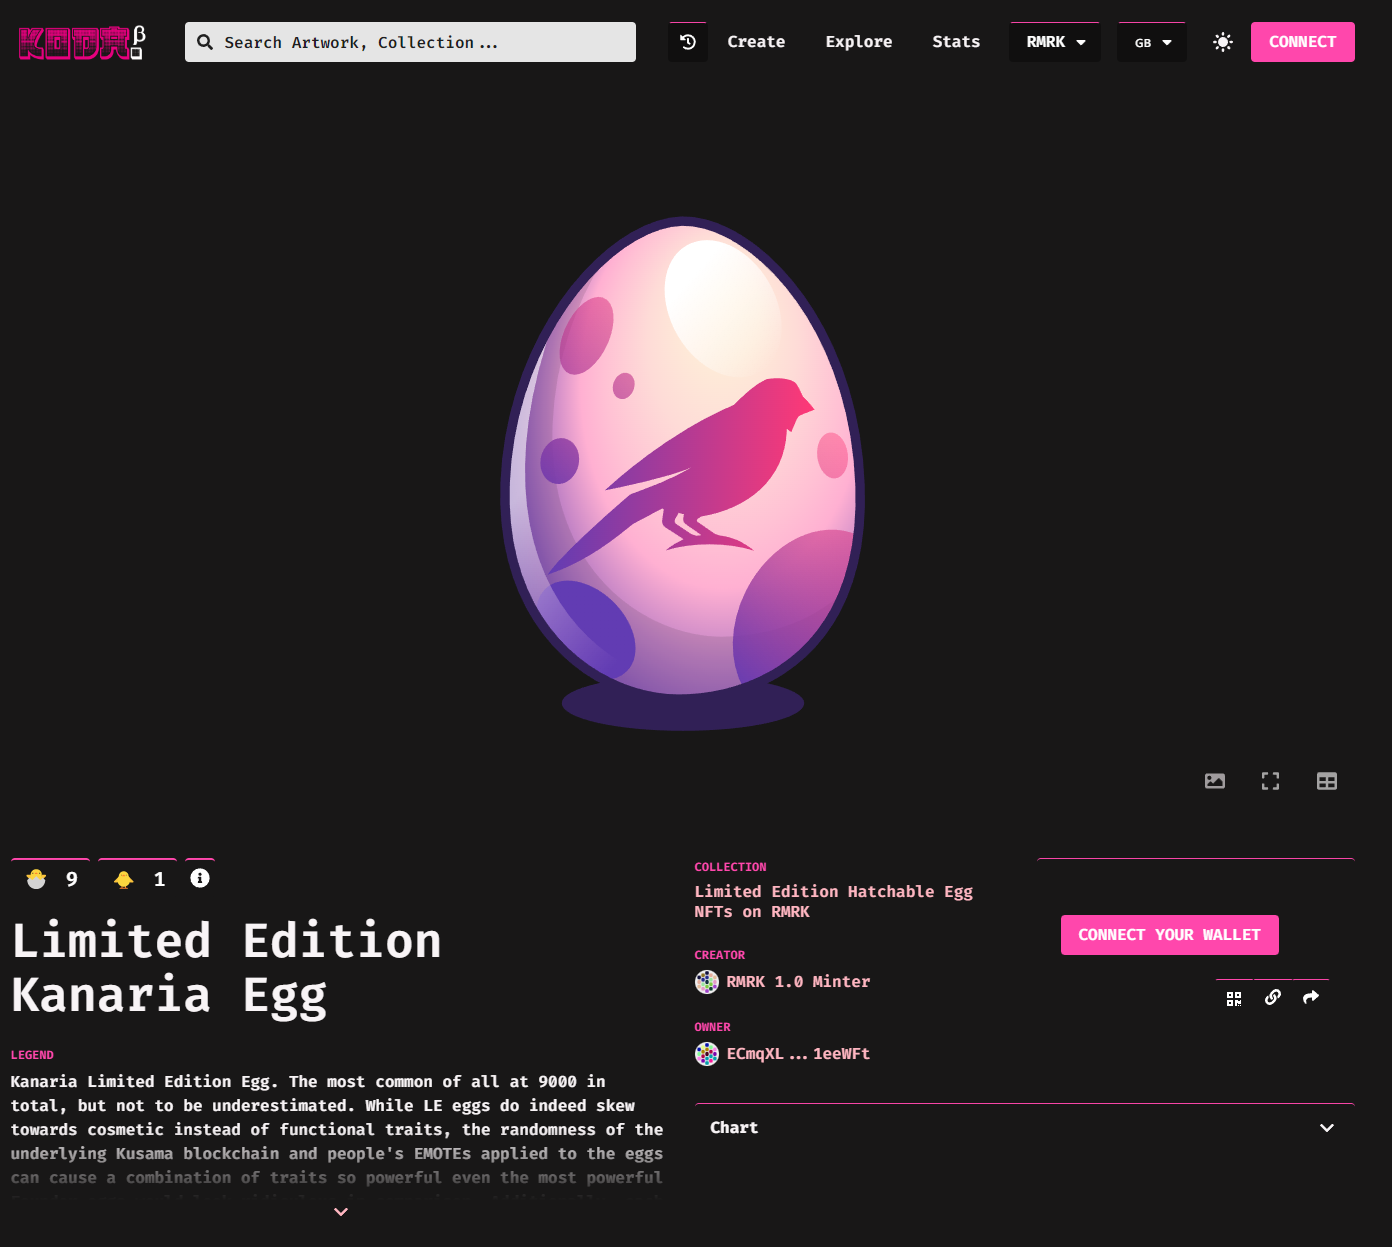 KODA β
Search Artwork, Collection...
Create
Explore
Stats
RMRK
GB
CONNECT
9
1
Limited Edition
Kanaria Egg
LEGEND
Kanaria Limited Edition Egg. The most common of all at 9000 in
total, but not to be underestimated. While LE eggs do indeed skew
towards cosmetic instead of functional traits, the randomness of the
underlying Kusama blockchain and people's EMOTEs applied to the eggs
can cause a combination of traits so powerful even the most powerful
COLLECTION
Limited Edition Hatchable Egg
NFTs on RMRK
CREATOR
RMRK 1.0 Minter
OWNER
ECmqXL...1eeWFt
CONNECT YOUR WALLET
Chart